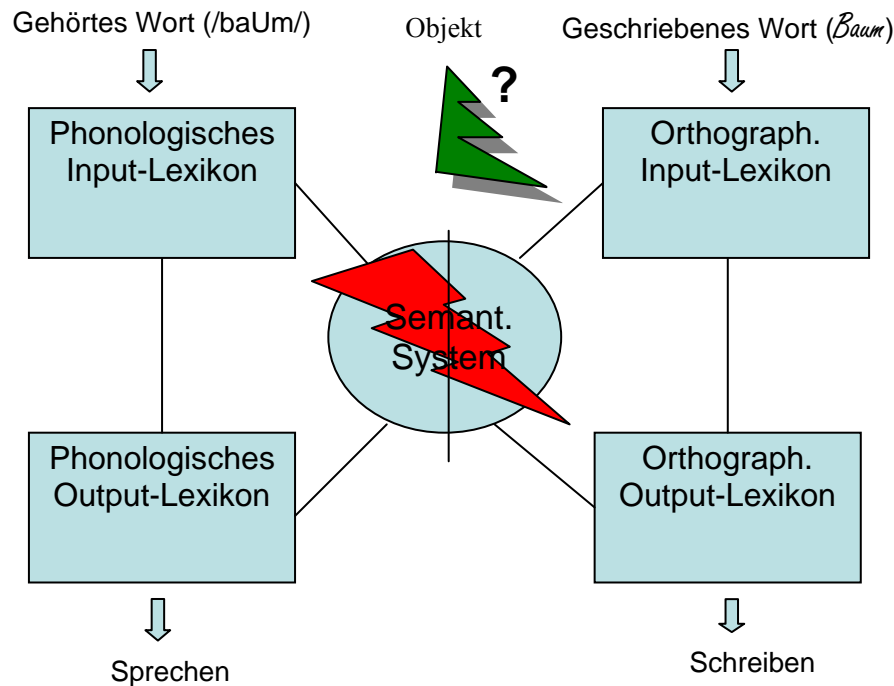 Gehörtes Wort (/baUm/)
Objekt
Geschriebenes Wort (Baum)
?
Phonologisches
Input-Lexikon
Orthograph.
Input-Lexikon
Semant.
System
Phonologisches
Output-Lexikon
Orthograph.
Output-Lexikon
Sprechen
Schreiben